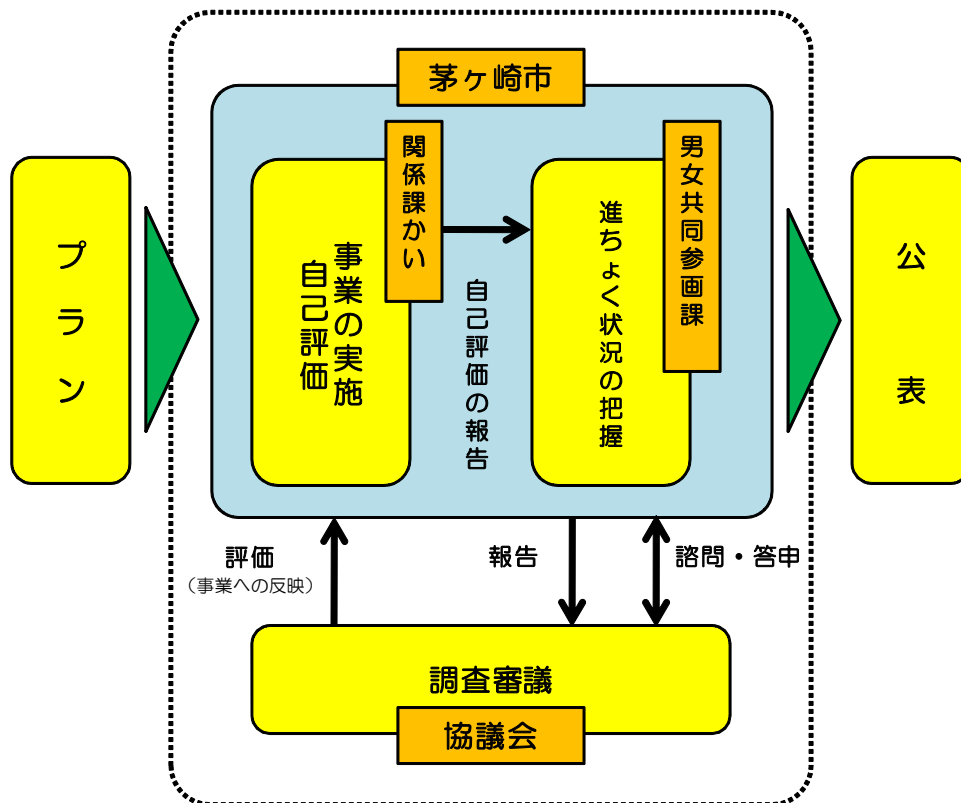 茅ヶ崎市
プラン
関係課かい
事業の実施
自己評価
自己評価の報告
男女共同参画課
進ちょく状況の把握
公表
評価
（事業への反映）
報告
諮問・答申
調査審議
協議会